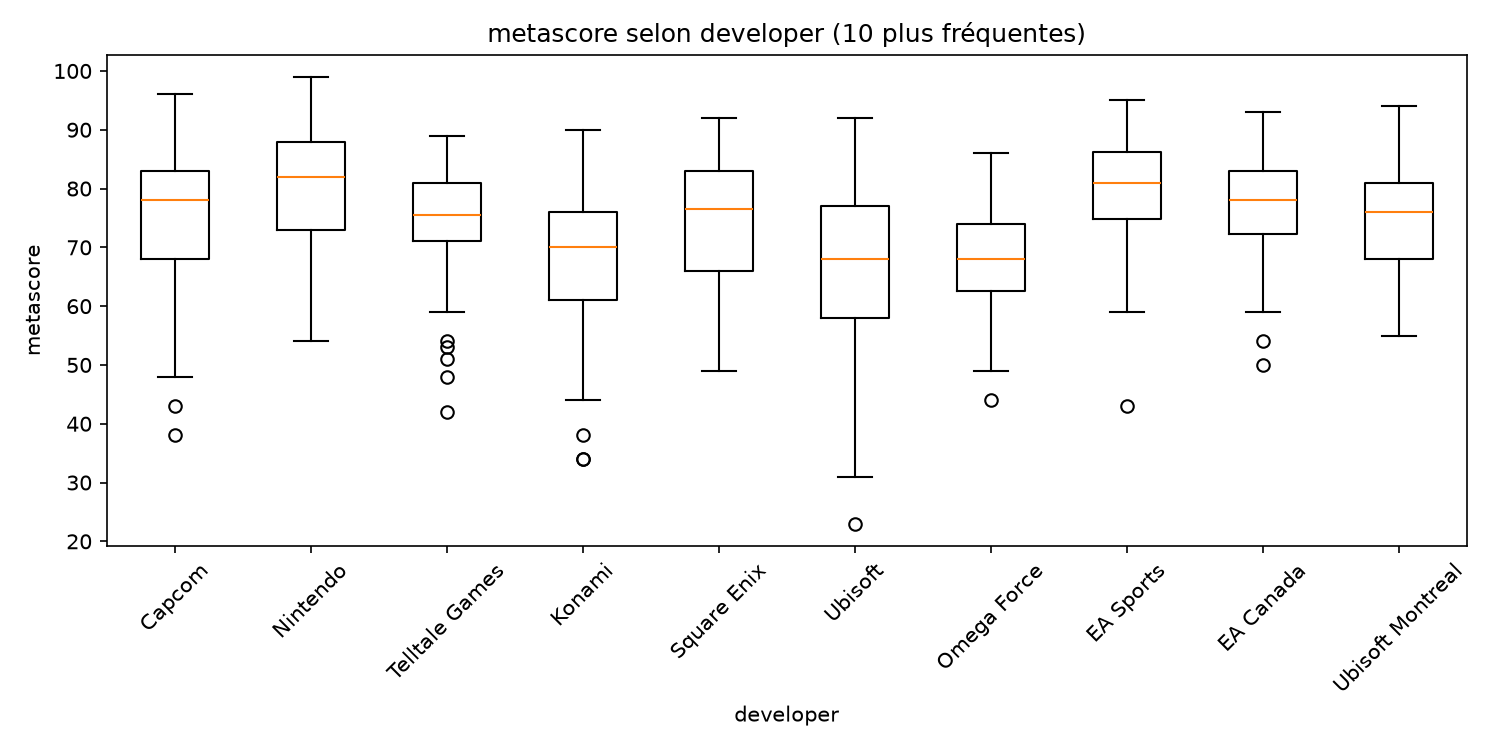 metascore selon developer (10 plus fréquentes)
metascore
100
90
80
70
60
50
40
30
20
Capcom
Nintendo
Telltale Games
Konami
Square Enix
Ubisoft
Omega Force
EA Sports
EA Canada
Ubisoft Montreal
developer